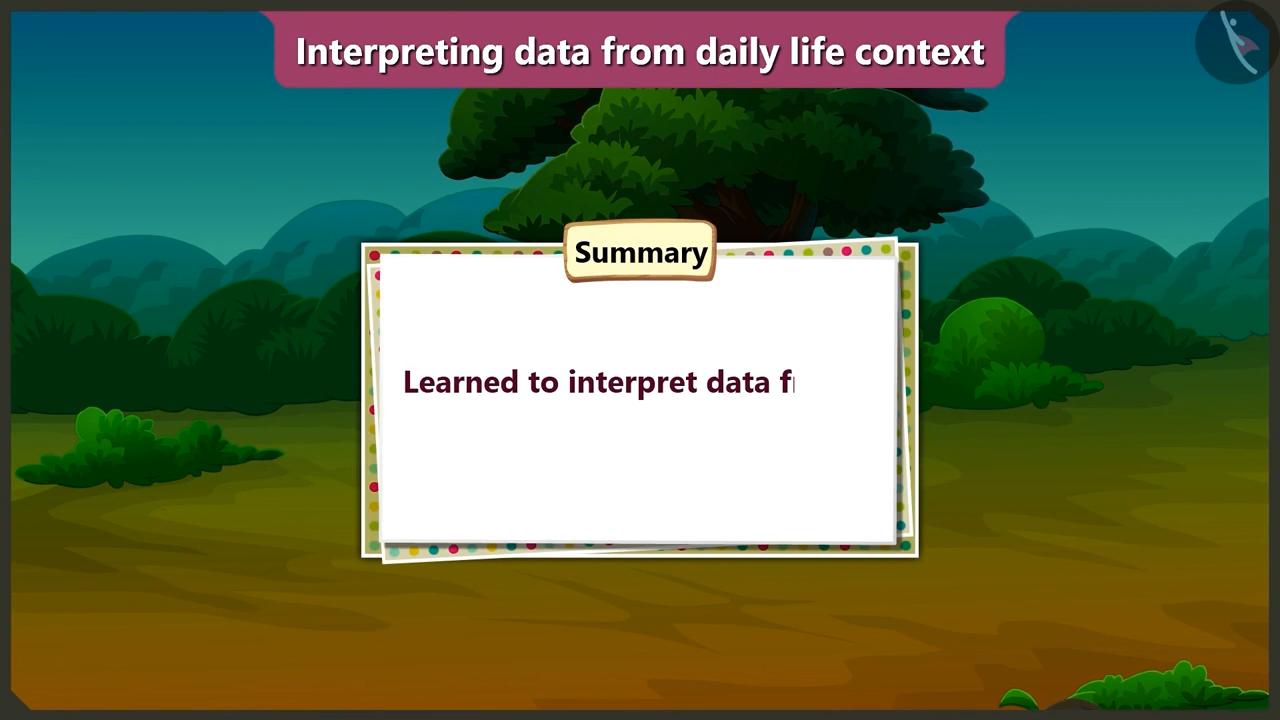 Interpreting data from daily life context
Summary
Learned to interpret data